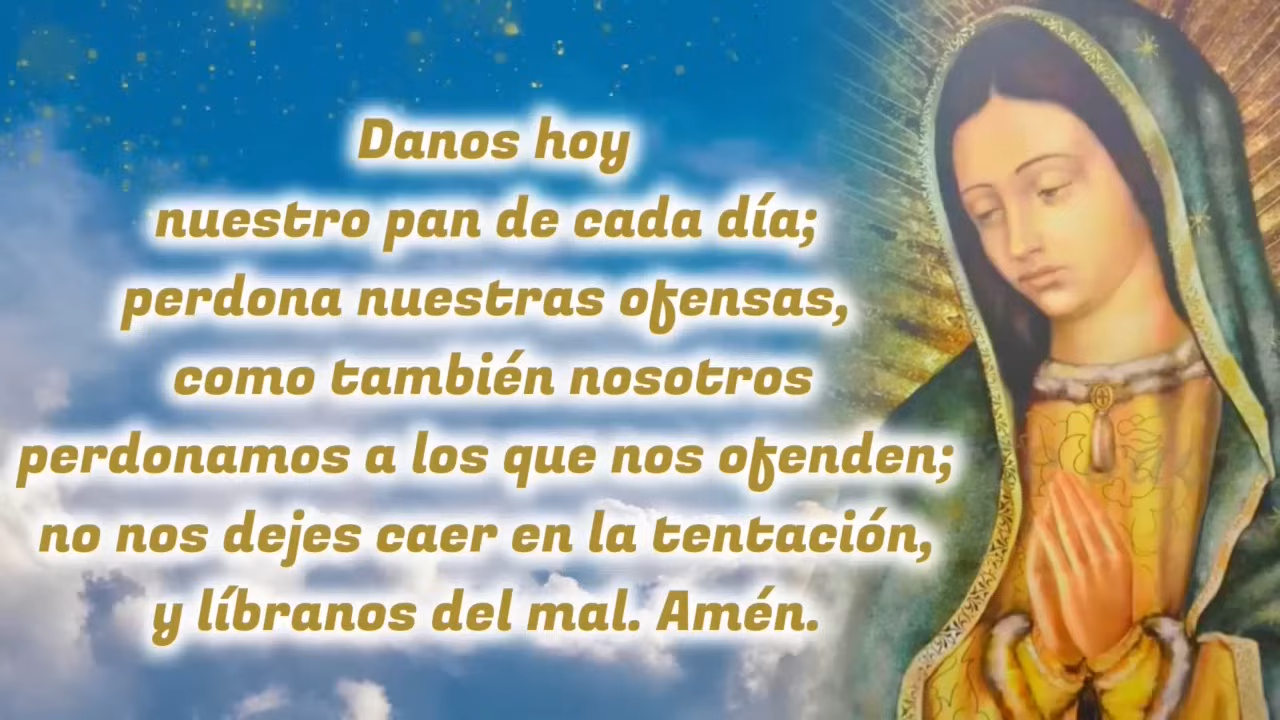 Danos hoy
nuestro pan de cada día;
perdona nuestras ofensas,
como también nosotros
perdonamos a los que nos ofenden;
no nos dejes caer en la tentación,
y líbranos del mal. Amén.